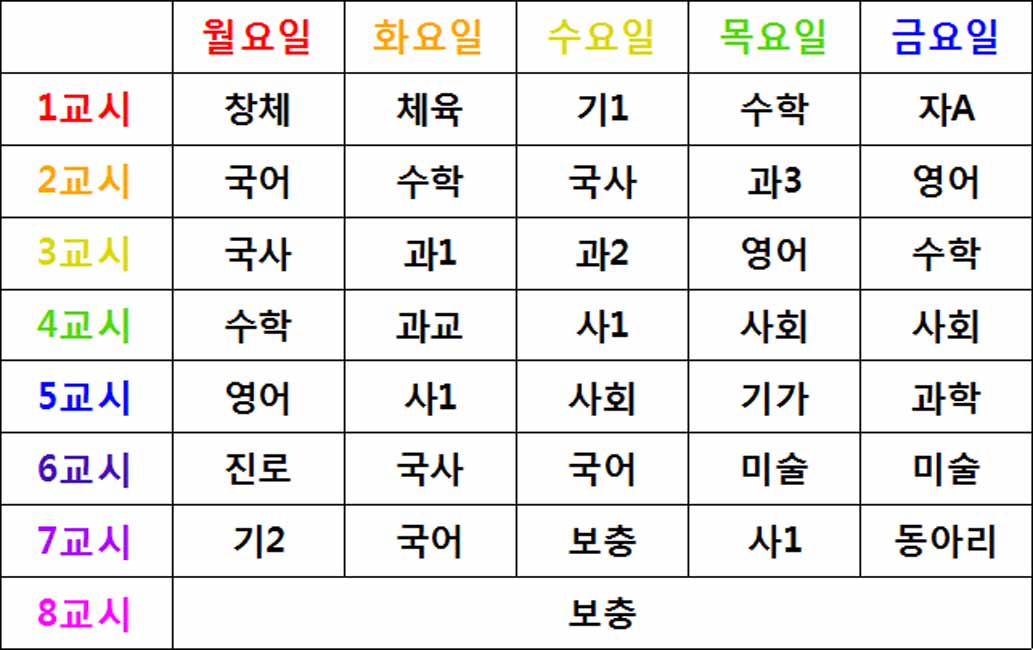 월요일 화요일 수요일 목요일 금요일
1교시 창체 체육 기1 수학 자A
2교시 국어 수학 국사 과3 영어
3교시 국사 과1 과2 영어 수학
4교시 수학 과교 사1 사회 사회
5교시 영어 사1 사회 기가 과학
6교시 진로 국사 국어 미술 미술
7교시 기2 국어 보충 사1 동아리
8교시 보충